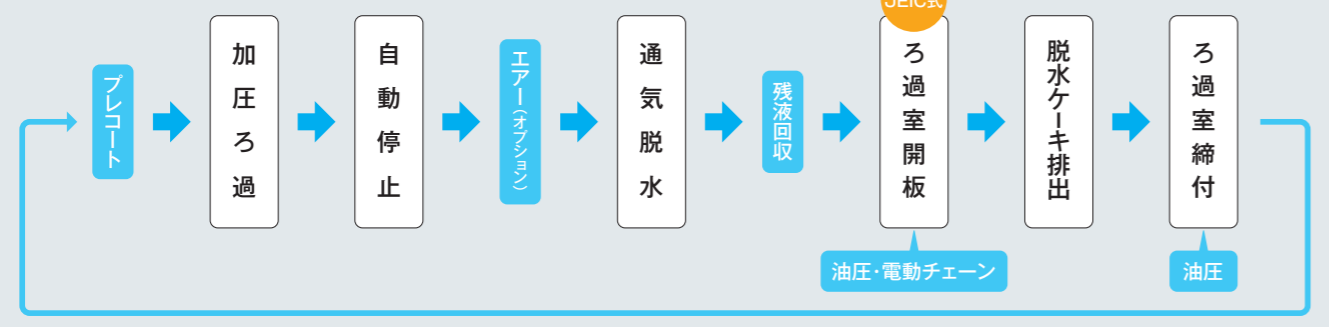 プレコート
加圧ろ過
自動停止
エアー(オプション)
通気脱水
残液回収
JEIC式
ろ過室開板
油圧・電動チェーン
脱水ケーキ排出
ろ過室締付
油圧